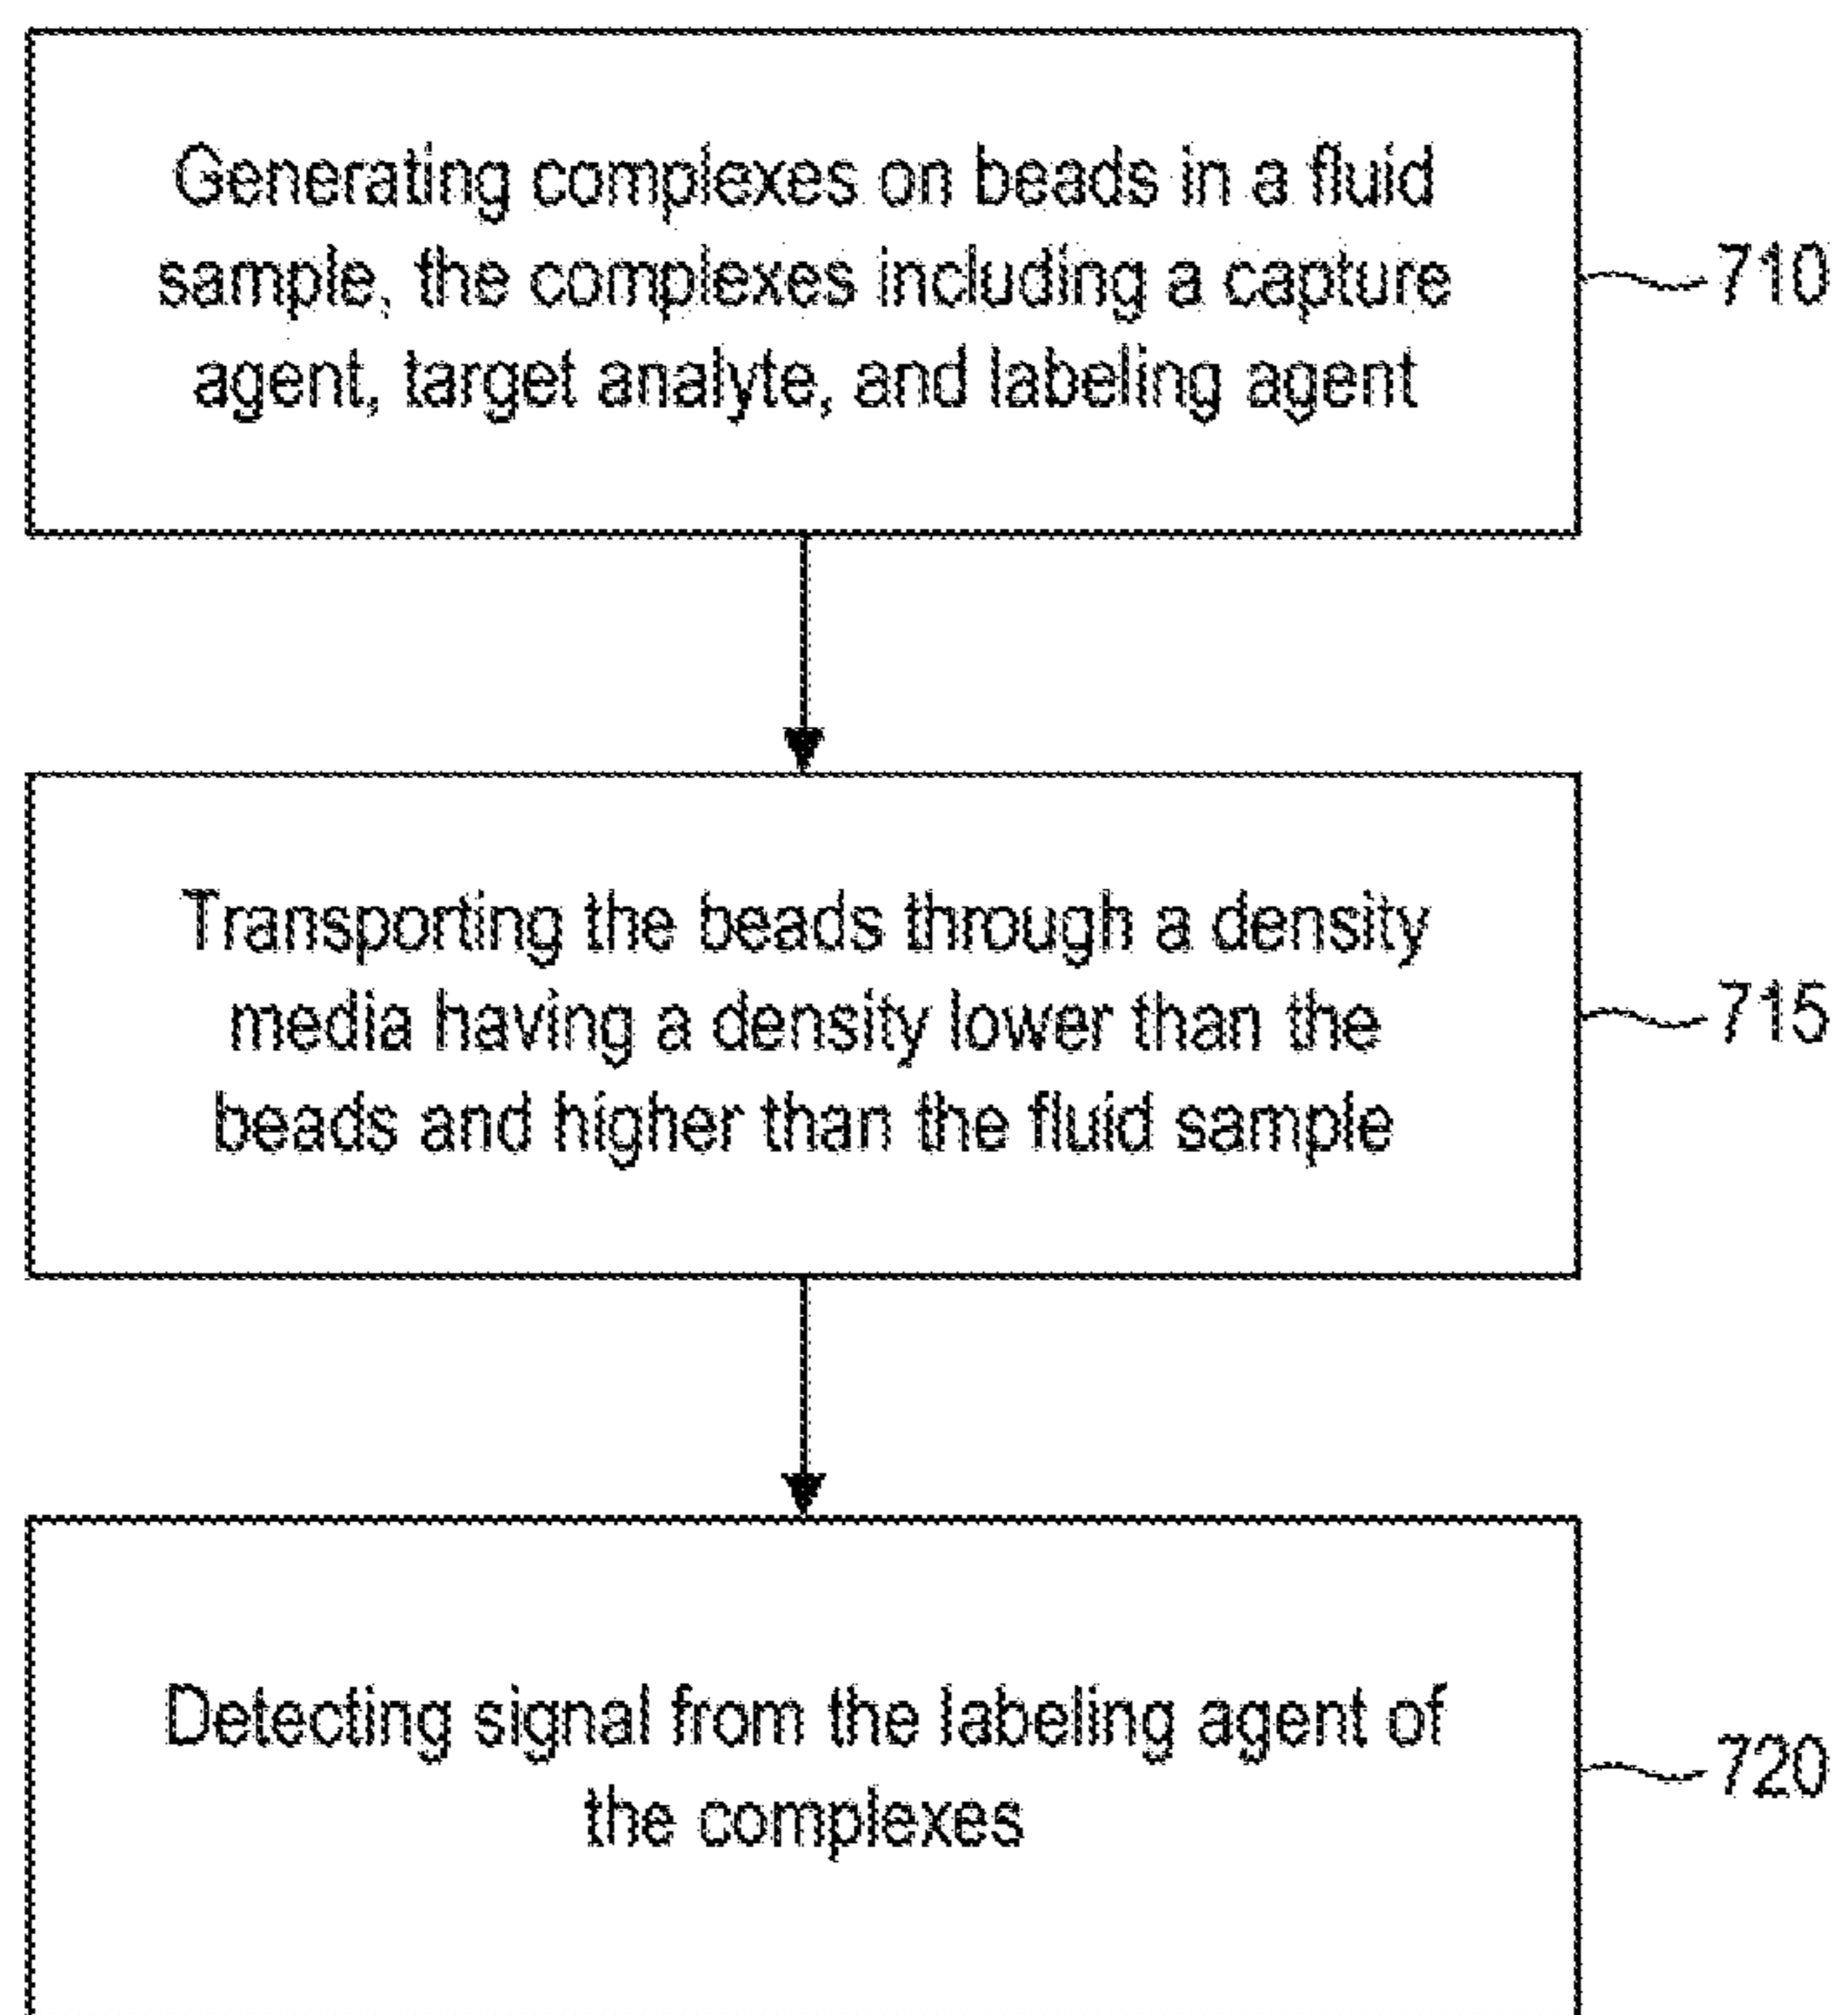 Generating complexes on beads in a fluid
sample, the complexes including a capture
agent, target analyte, and labeling agent
710
Transporting the beads through a density
media having a density lower than the
beads and higher than the fluid sample
715
Detecting signal from the labeling agent of
the complexes
720